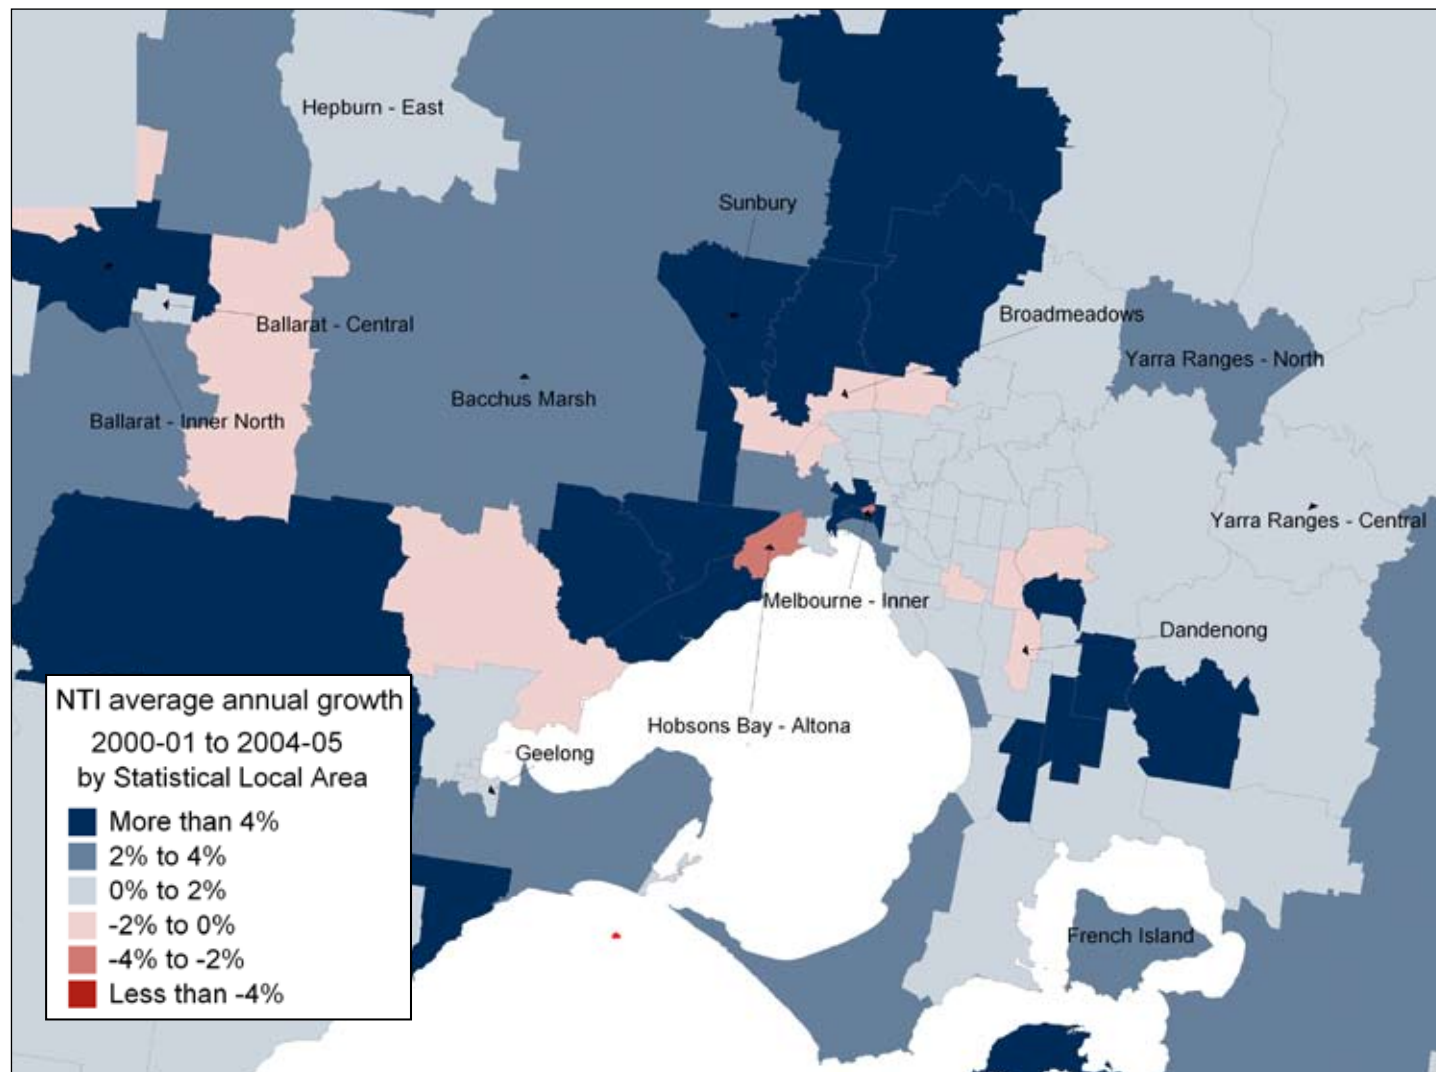 Hepburn - East
Sunbury
Broadmeadows
Ballarat - Central
Yarra Ranges - North
Bacchus Marsh
Ballarat - Inner North
Yarra Ranges - Central
Melbourne - Inner
Dandenong
Hobsons Bay - Altona
Geelong
French Island
NTI average annual growth
2000-01 to 2004-05
by Statistical Local Area
More than 4%
2% to 4%
0% to 2%
-2% to 0%
-4% to -2%
Less than -4%